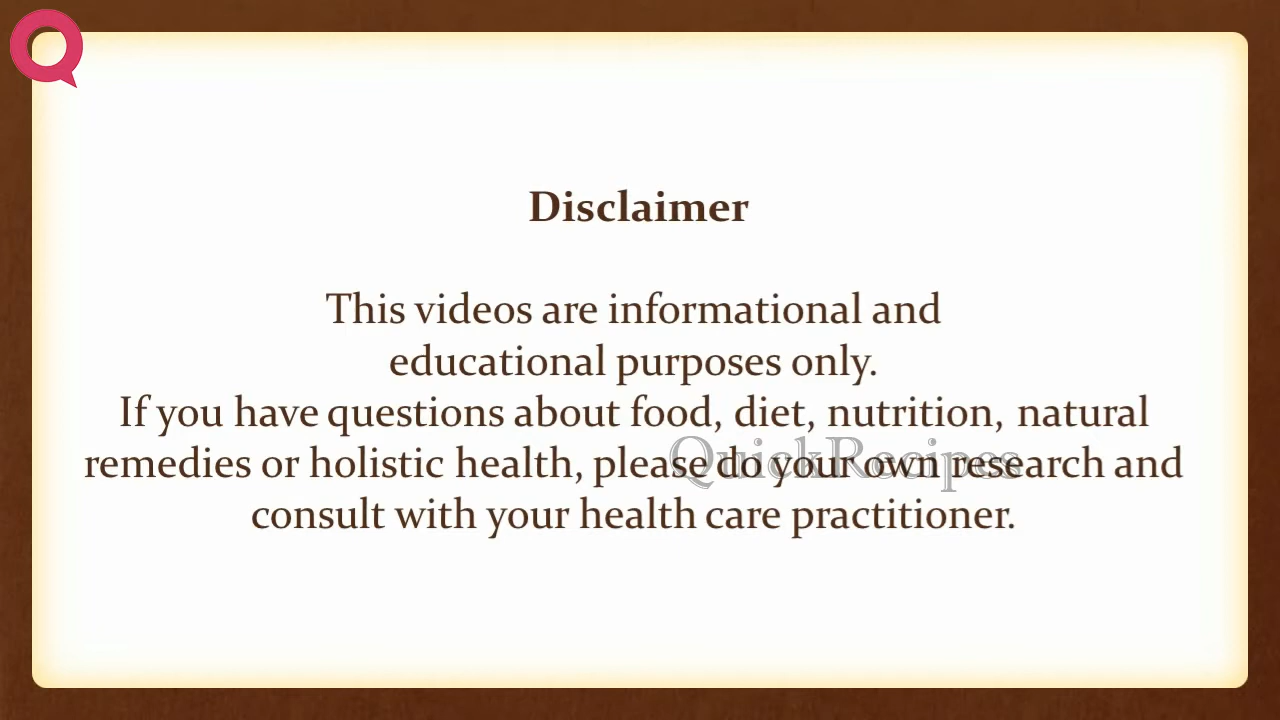 Disclaimer
This videos are informational and
educational purposes only.
If you have questions about food, diet, nutrition, natural
remedies or holistic health, please do your own research and
QuickRecipes
consult with your health care practitioner.